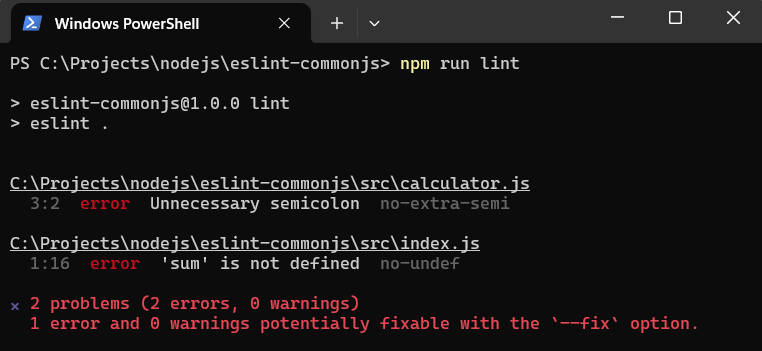 Windows PowerShell
PS C:\Projects\nodejs\eslint-commonjs> npm run lint
> eslint-commonjs@1.0.0 lint
> eslint .
C:\Projects\nodejs\eslint-commonjs\src\calculator.js
3:2  error  Unnecessary semicolon  no-extra-semi
C:\Projects\nodejs\eslint-commonjs\src\index.js
1:16  error  'sum' is not defined  no-undef
× 2 problems (2 errors, 0 warnings)
1 error and 0 warnings potentially fixable with the `--fix` option.